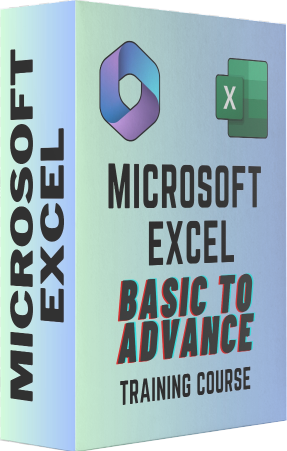 MICROSOFT
EXCEL
X
MICROSOFT
EXCEL
BASIC TO
ADVANCE
TRAINING COURSE